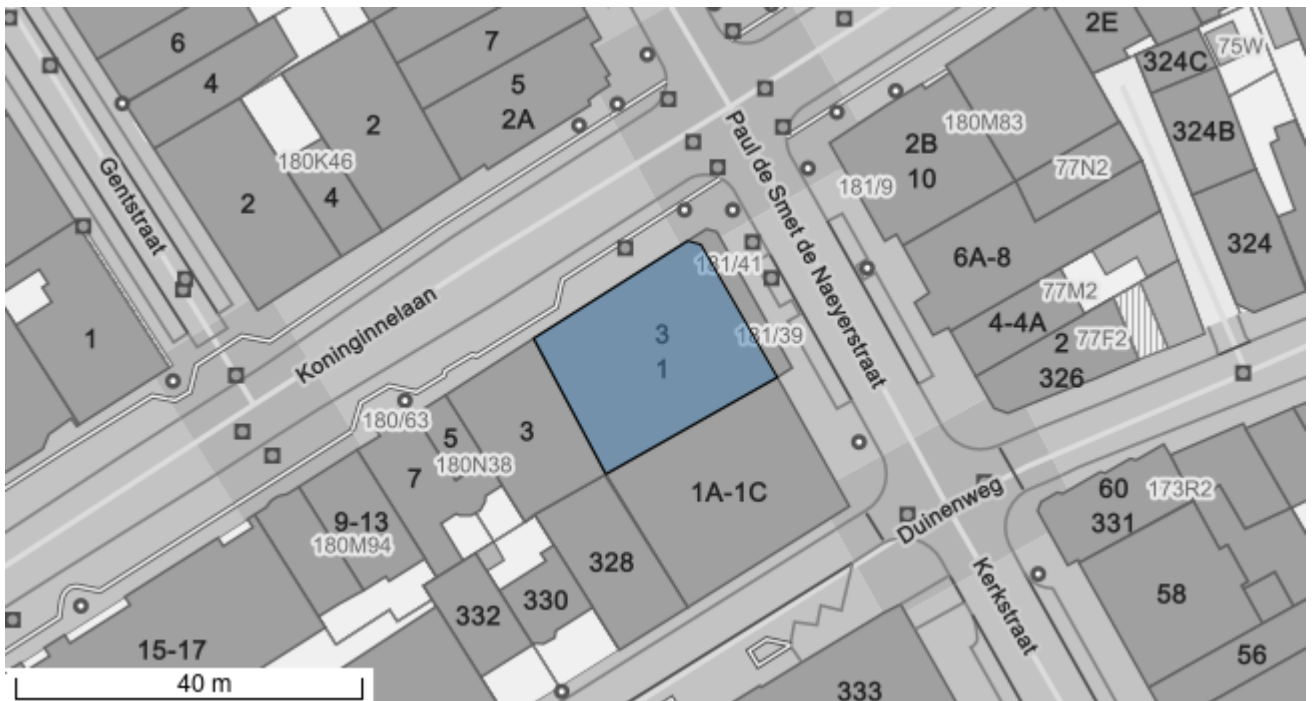 6
7
2E
324C
75W
4
5
2A
2
180M83
2B
10
324B
180K46
Gentstraat
2
4
Paul de Smet de Naeyerstraat
181/9
77N2
324
6A-8
181/41
77M2
1
Koninginnelaan
3
1
181/39
4-4A
2
77F2
326
180/63
5
3
180N38
7
1A-1C
60
173R2
331
9-13
180M94
Duinenweg
328
330
332
Kerkstraat
58
15-17
56
40 m
333